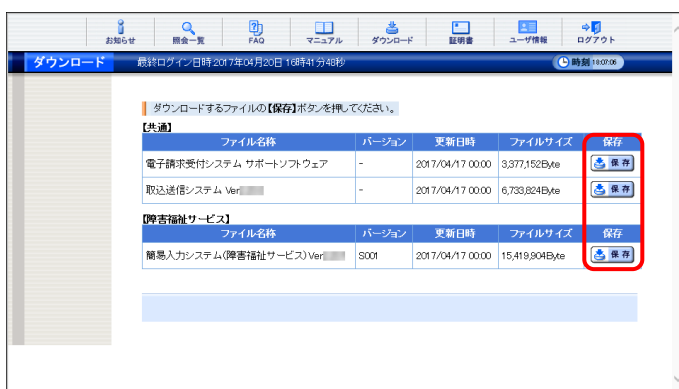 お知らせ 照会一覧 FAQ マニュアル ダウンロード 証明書 ユーザ情報 ログアウト
ダウンロード 最終ログイン日時 2017年04月20日 16時41分48秒 時刻 18:07:06
ダウンロードするファイルの【保存】ボタンを押してください。
【共通】
ファイル名称 バージョン 更新日時 ファイルサイズ 保存
電子請求受付システム サポートソフトウェア - 2017/04/17 00:00 3,377,152Byte 保存
取込送信システム Ver - 2017/04/17 00:00 6,733,824Byte 保存
【障害福祉サービス】
ファイル名称 バージョン 更新日時 ファイルサイズ 保存
簡易入力システム(障害福祉サービス) Ver S001 2017/04/17 00:00 15,419,904Byte 保存